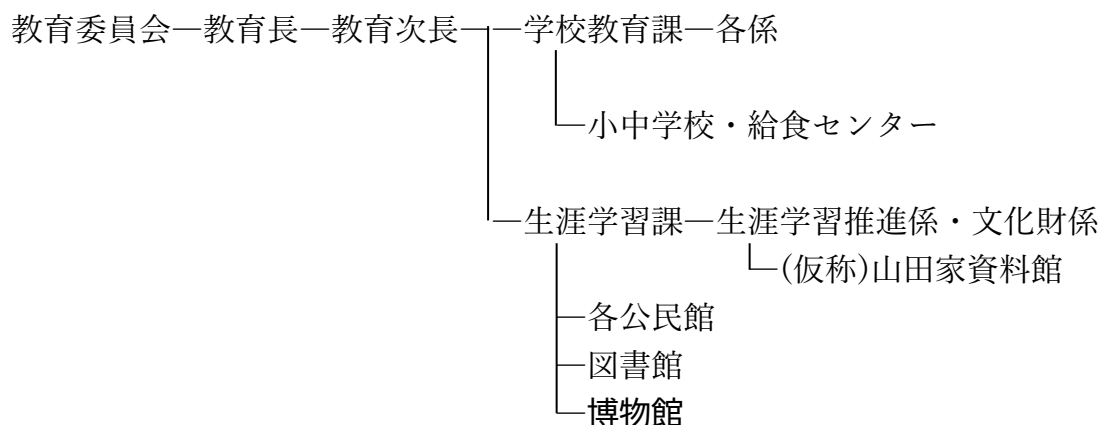 教育委員会―教育長―教育次長――学校教育課―各係
小中学校・給食センター
生涯学習課―生涯学習推進係・文化財係
(仮称)山田家資料館
各公民館
図書館
博物館